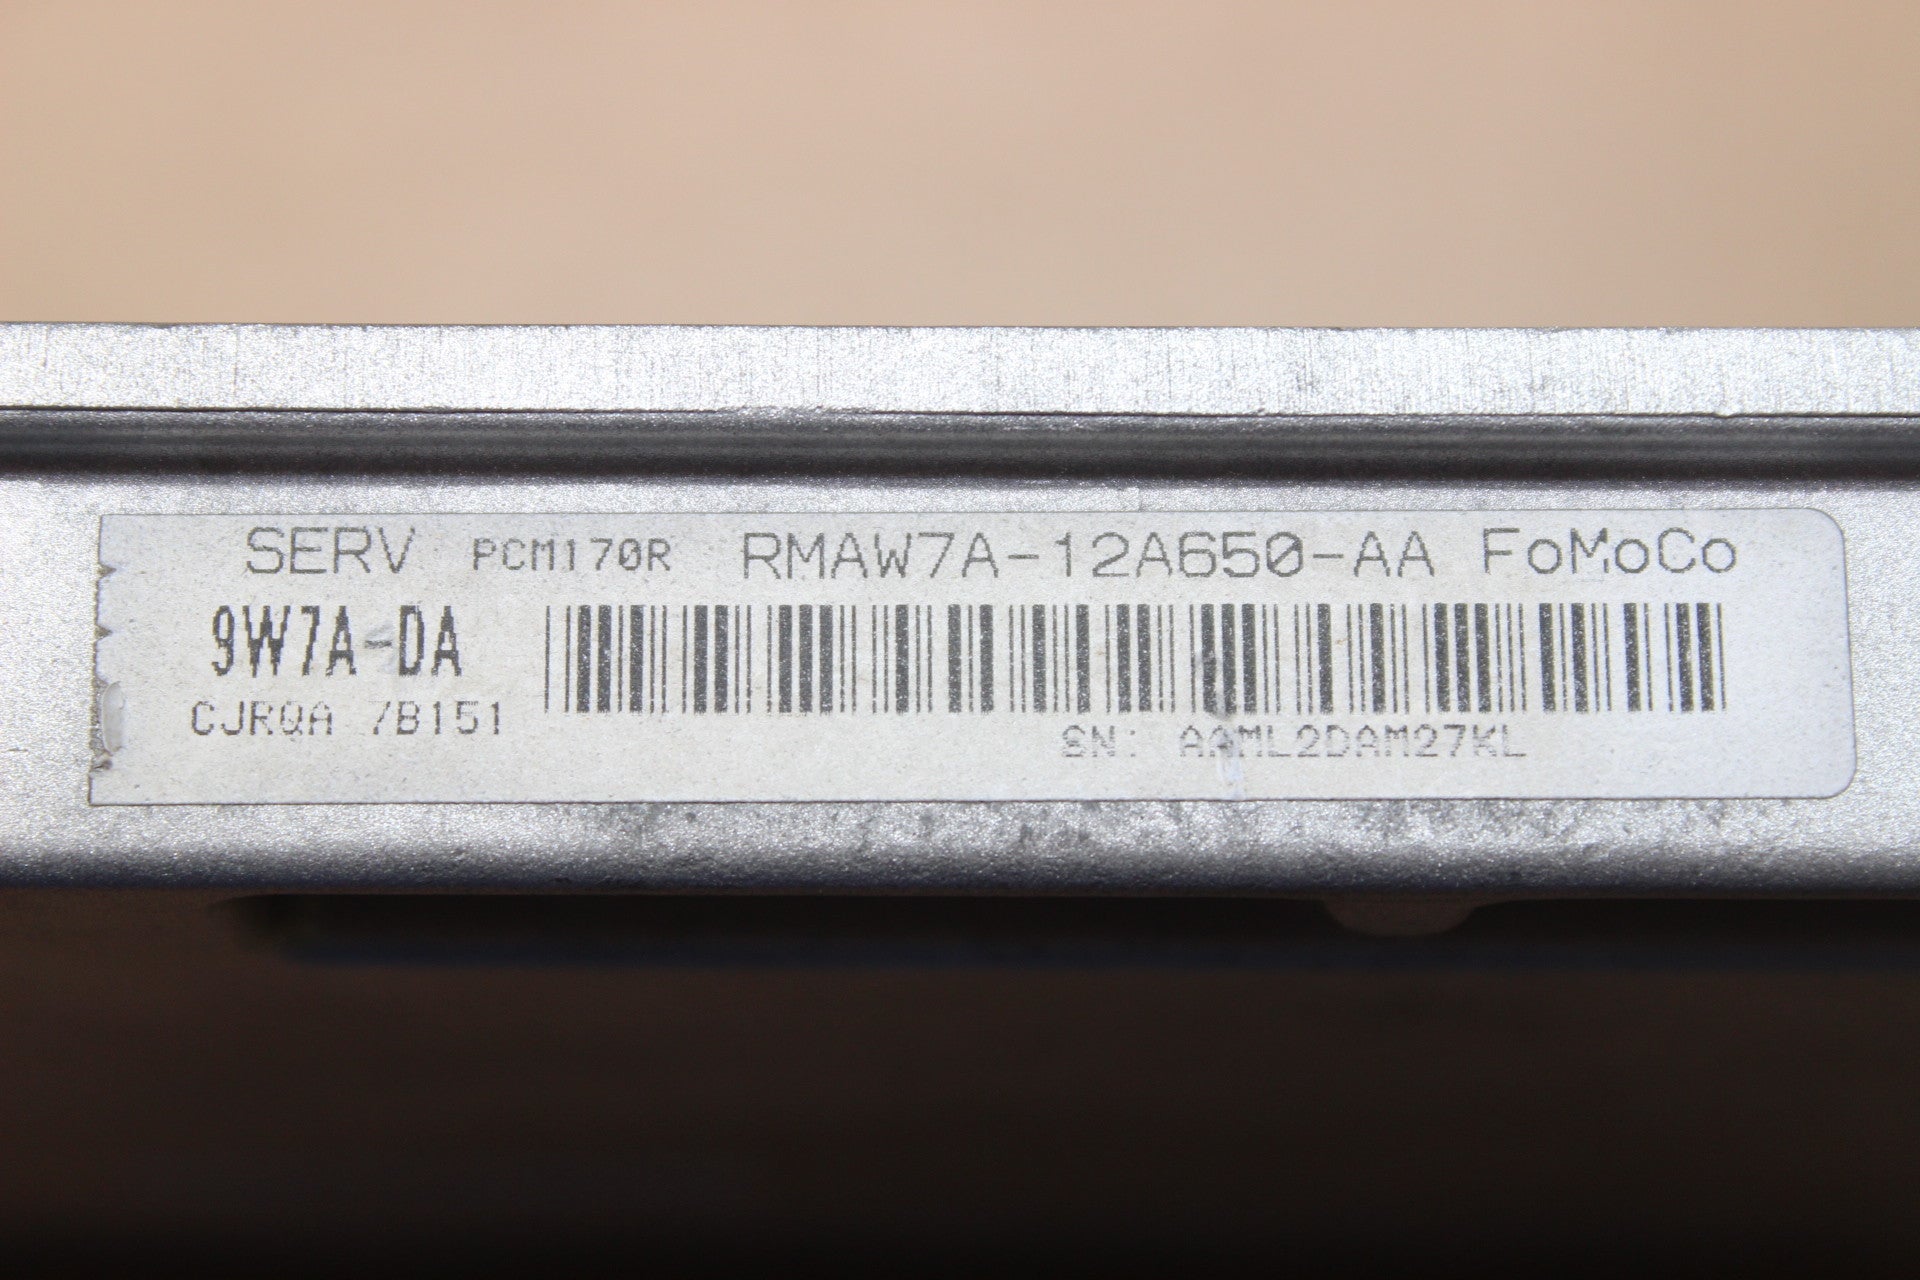 SERV PCM170R RMAW7A-12A650-AA FoMoCo
9W7A-DA
CJRQA 7B151
SN: AAML2DAM27KL